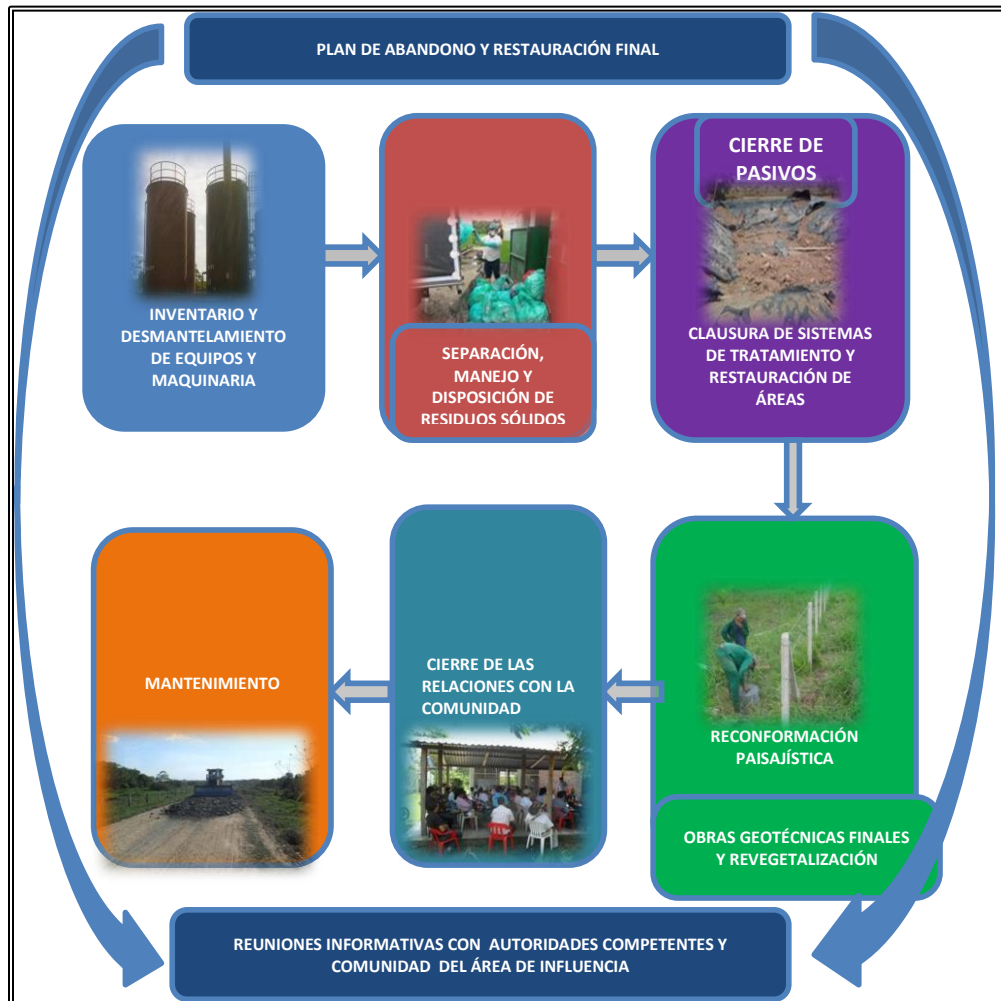 PLAN DE ABANDONO Y RESTAURACIÓN FINAL
INVENTARIO Y
DESMANTELAMIENTO
DE EQUIPOS Y
MAQUINARIA
SEPARACIÓN,
MANEJO Y
DISPOSICIÓN DE
RESIDUOS SÓLIDOS
CIERRE DE
PASIVOS
CLAUSURA DE SISTEMAS
DE TRATAMIENTO Y
RESTAURACIÓN DE
ÁREAS
RECONFORMACIÓN
PAISAJÍSTICA
OBRAS GEOTÉCNICAS FINALES
Y REVEGETALIZACIÓN
CIERRE DE LAS
RELACIONES CON LA
COMUNIDAD
MANTENIMIENTO
REUNIONES INFORMATIVAS CON AUTORIDADES COMPETENTES Y
COMUNIDAD DEL ÁREA DE INFLUENCIA